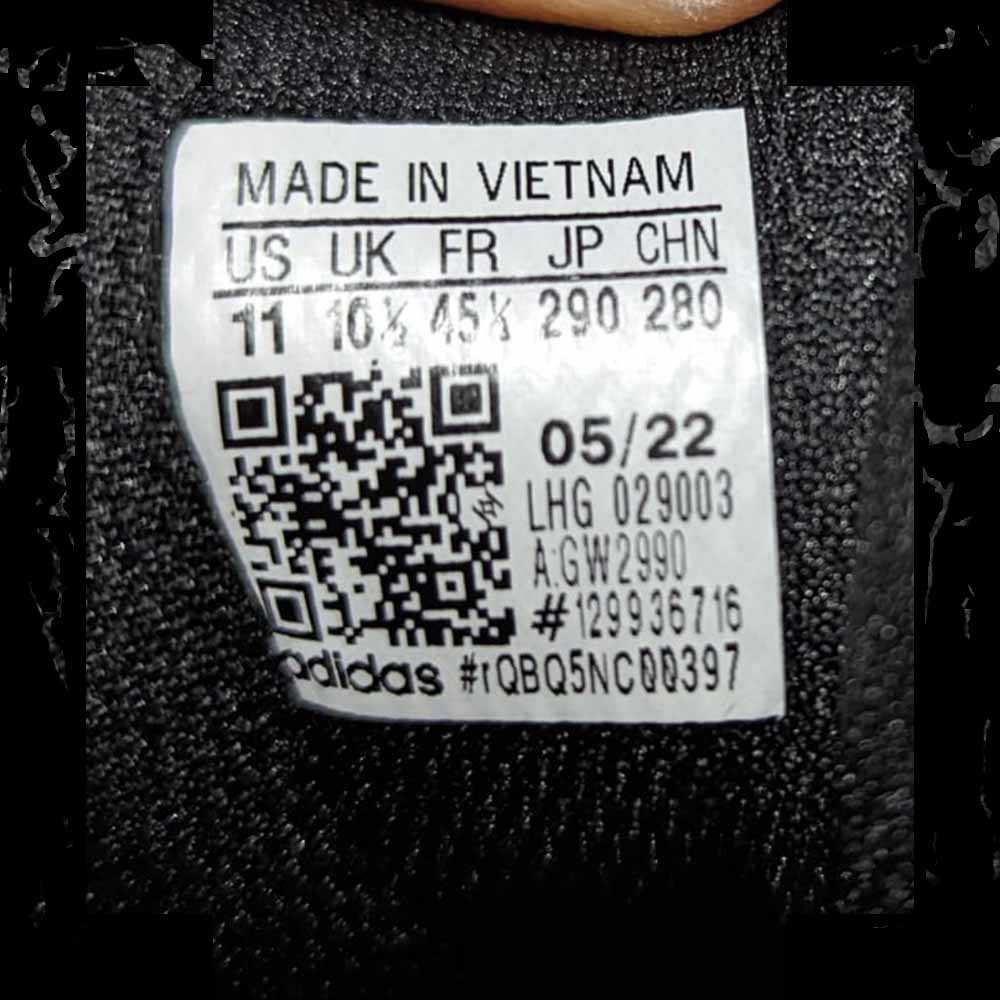 MADE IN VIETNAM
US UK FR JP CHN
11 10½ 45⅓ 290 280
05/22
LHG 029003
A:GW2990
#129936716
adidas #rQBQ5NC00397